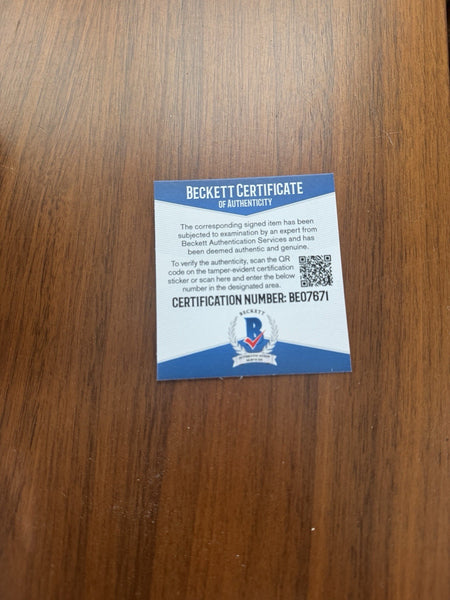 BECKETT CERTIFICATE
OF AUTHENTICITY
The corresponding signed item has been
subjected to examination by an expert from
Beckett Authentication Services and has
been deemed authentic and genuine.
To verify the authenticity, scan the QR
code on the tamper-evident certification
sticker or scan here and enter the below
number in the designated area.
CERTIFICATION NUMBER: BE07671
BECKETT
B